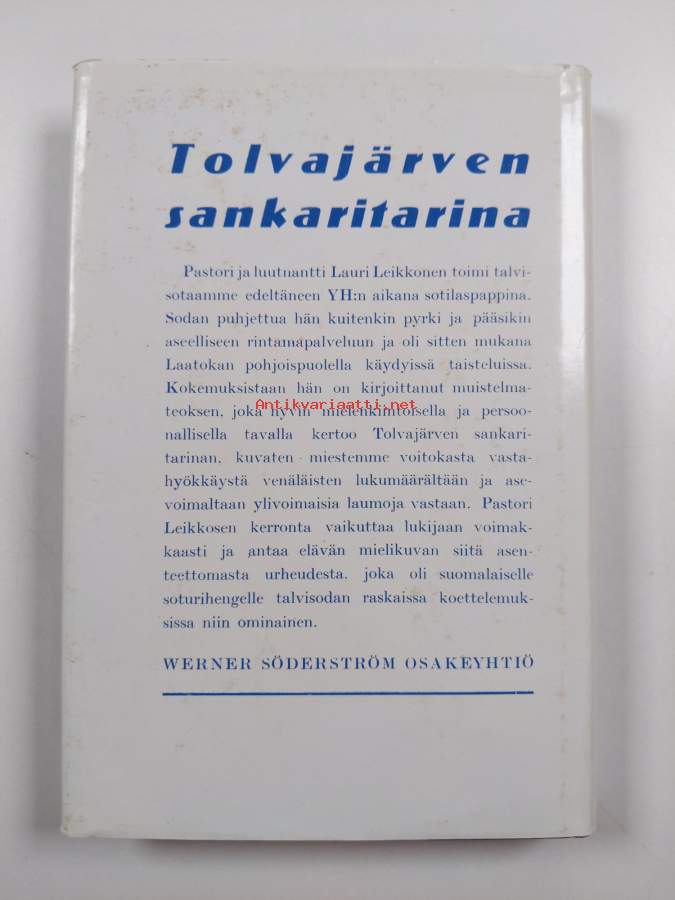 Tolvajärven
sankaritarina
Pastori ja luutnantti Lauri Leikkonen toimi talvi-
sotaamme edeltäneen YH:n aikana sotilaspappina.
Sodan puhjettua hän kuitenkin pyrki ja pääsikin
aseelliseen rintamapalveluun ja oli sitten mukana
Laatokan pohjoispuolella käydyissä taisteluissa.
Kokemuksistaan hän on kirjoittanut muistelma-
Antikvariaatti.net
teoksen, joka hyvin mielenkiintoisella ja persoo-
nallisella tavalla kertoo Tolvajärven sankari-
tarinan, kuvaten miestemme voitokasta vasta-
hyökkäystä venäläisten lukumäärältään ja ase-
voimaltaan ylivoimaisia laumoja vastaan. Pastori
Leikkosen kerronta vaikuttaa lukijaan voimak-
kaasti ja antaa elävän mielikuvan siitä asen-
teettomasta urheudesta, joka oli suomalaiselle
soturihengelle talvisodan raskaissa koettelemuk-
sissa niin ominainen.
WERNER SÖDERSTRÖM OSAKEYHTIÖ